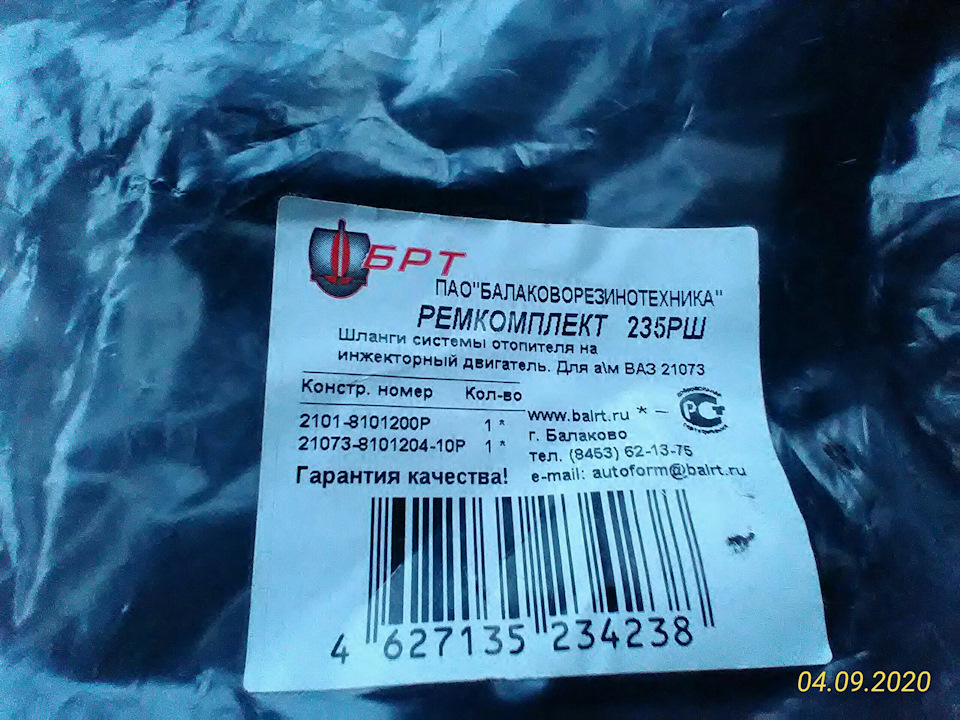 БРТ
ПАО"БАЛАКОВОРЕЗИНОТЕХНИКА"
РЕМКОМПЛЕКТ 235РШ
Шланги системы отопителя на
инжекторный двигатель. Для а\м ВАЗ 21073
Констр. номер Кол-во
2101-8101200Р 1 *
21073-8101204-10Р 1 *
Гарантия качества!
www.balrt.ru * –
г. Балаково
тел. (8453) 62-13-75
e-mail: autoform@balrt.ru
РСТ
4 627135 234238
04.09.2020